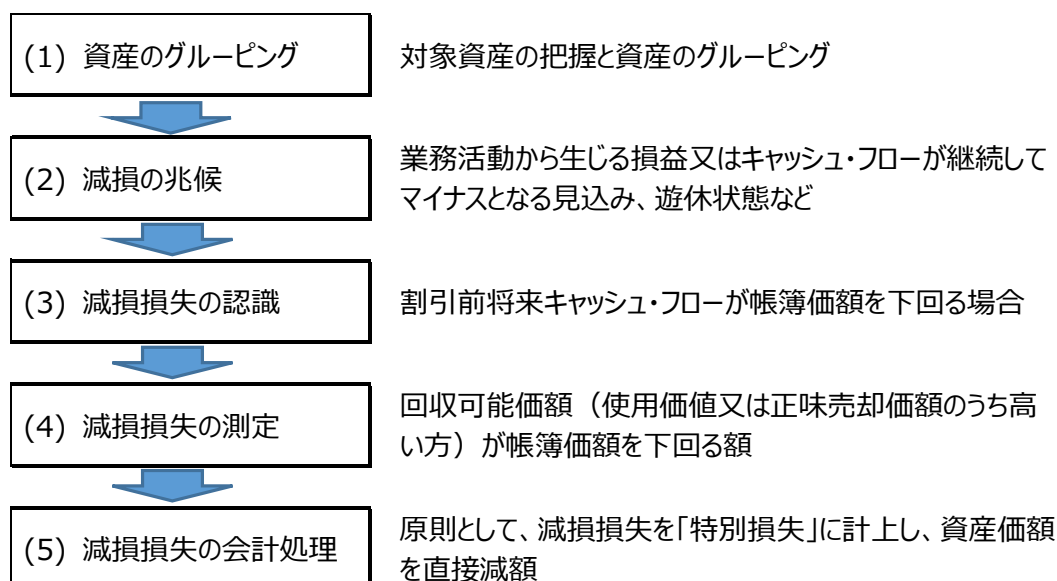 (1) 資産のグルーピング
対象資産の把握と資産のグルーピング
(2) 減損の兆候
業務活動から生じる損益又はキャッシュ・フローが継続して
マイナスとなる見込み、遊休状態など
(3) 減損損失の認識
割引前将来キャッシュ・フローが帳簿価額を下回る場合
(4) 減損損失の測定
回収可能価額（使用価値又は正味売却価額のうち高
い方）が帳簿価額を下回る額
(5) 減損損失の会計処理
原則として、減損損失を「特別損失」に計上し、資産価額
を直接減額